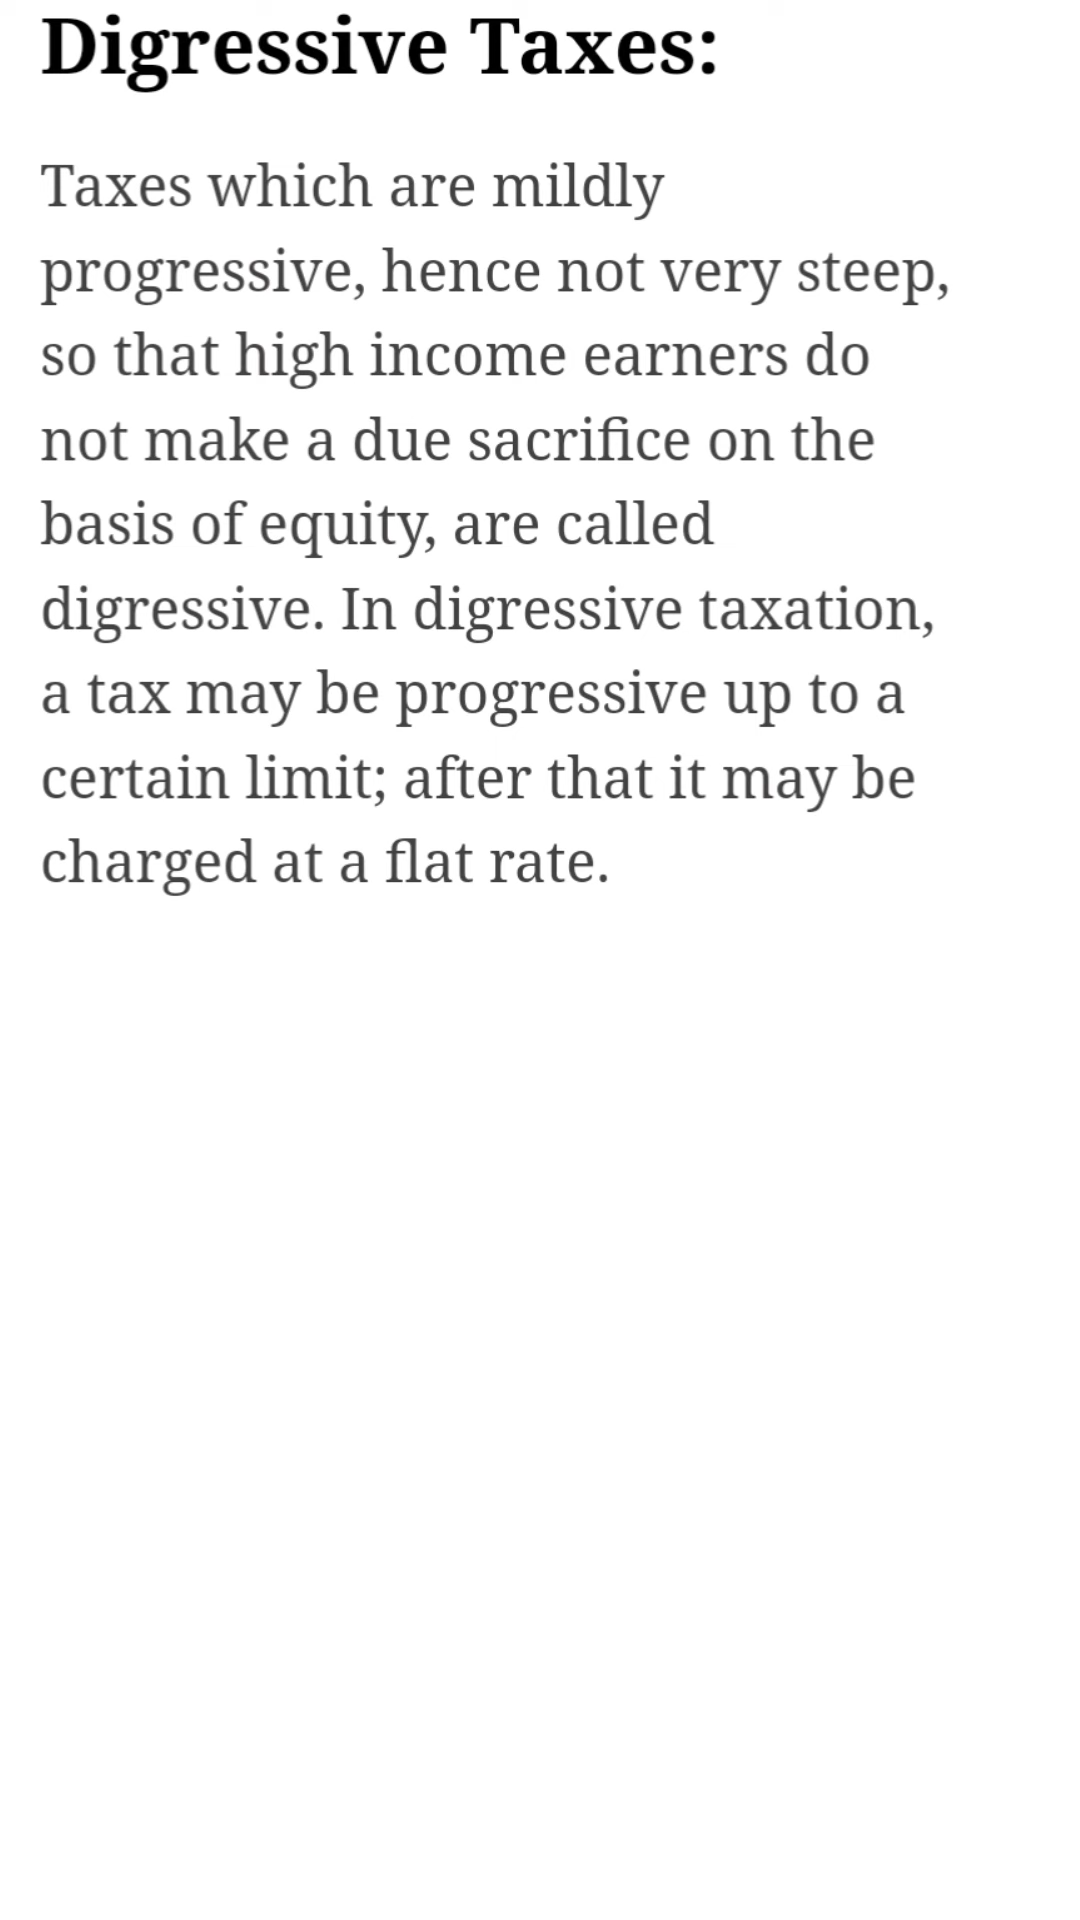 Digressive Taxes:
Taxes which are mildly
progressive, hence not very steep,
so that high income earners do
not make a due sacrifice on the
basis of equity, are called
digressive. In digressive taxation,
a tax may be progressive up to a
certain limit; after that it may be
charged at a flat rate.